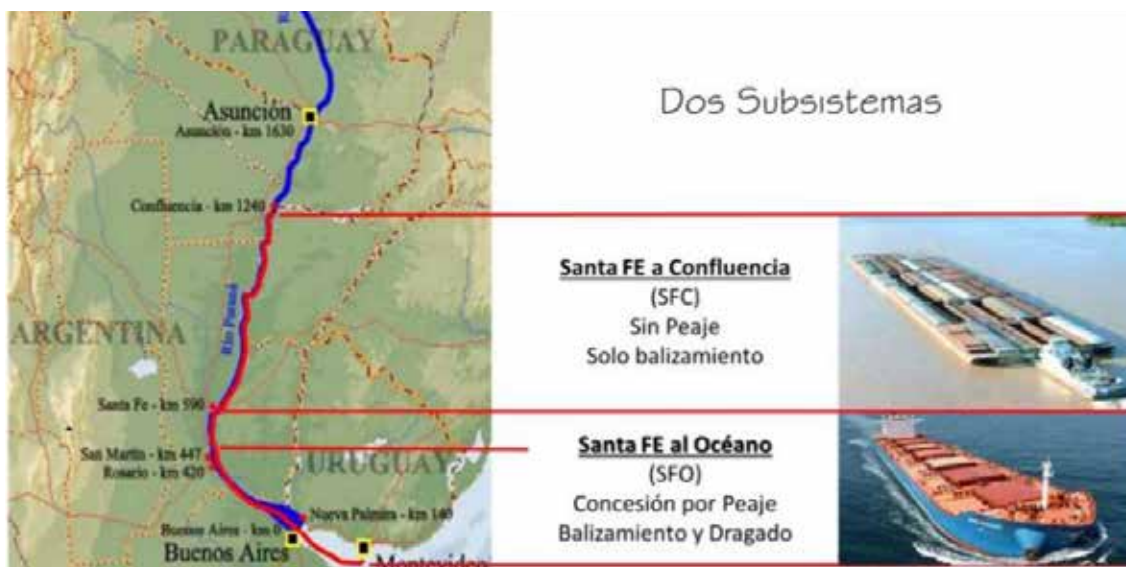 PARAGUAY
Asunción
Asunción - km 1630
Confluencia - km 1240
Río Paraná
ARGENTINA
Santa Fe - km 590
San Martín - km 447
Rosario - km 420
URUGUAY
Nueva Palmira - km 140
Buenos Aires - km 0
Buenos Aires
Montevideo
Dos Subsistemas
Santa FE a Confluencia
(SFC)
Sin Peaje
Solo balizamiento
Santa FE al Océano
(SFO)
Concesión por Peaje
Balizamiento y Dragado